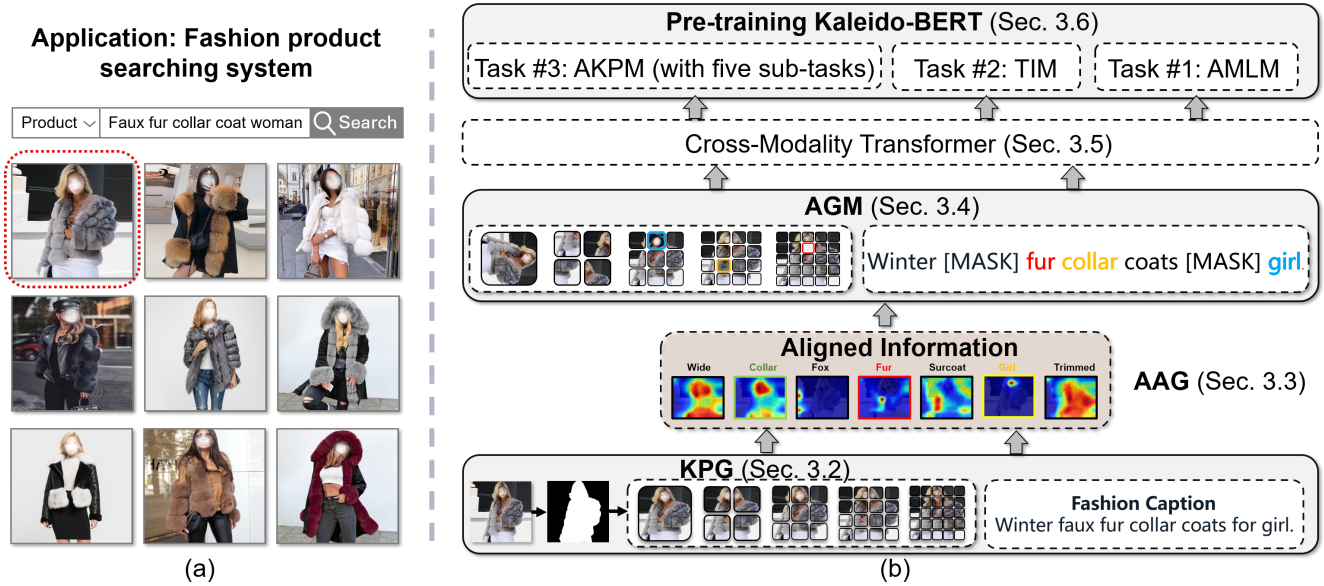 Application: Fashion product
searching system
Product
Faux fur collar coat woman
Search
(a)
Pre-training Kaleido-BERT (Sec. 3.6)
Task #3: AKPM (with five sub-tasks)
Task #2: TIM
Task #1: AMLM
Cross-Modality Transformer (Sec. 3.5)
AGM (Sec. 3.4)
Winter [MASK] fur collar coats [MASK] girl.
Aligned Information
Wide
Collar
Fox
Fur
Surcoat
Girl
Trimmed
AAG (Sec. 3.3)
KPG (Sec. 3.2)
Fashion Caption
Winter faux fur collar coats for girl.
(b)